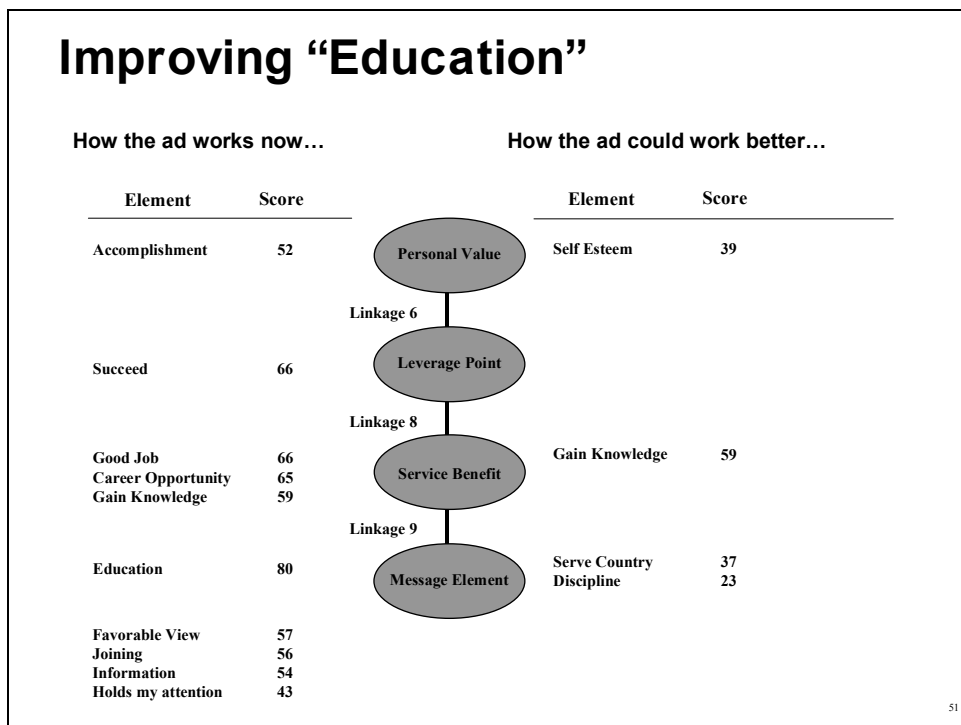 Improving “Education”
How the ad works now…
How the ad could work better…
Element Score
Element Score
Accomplishment 52
Personal Value
Self Esteem 39
Linkage 6
Succeed 66
Leverage Point
Linkage 8
Good Job 66
Career Opportunity 65
Gain Knowledge 59
Service Benefit
Gain Knowledge 59
Linkage 9
Education 80
Message Element
Serve Country 37
Discipline 23
Favorable View 57
Joining 56
Information 54
Holds my attention 43
51